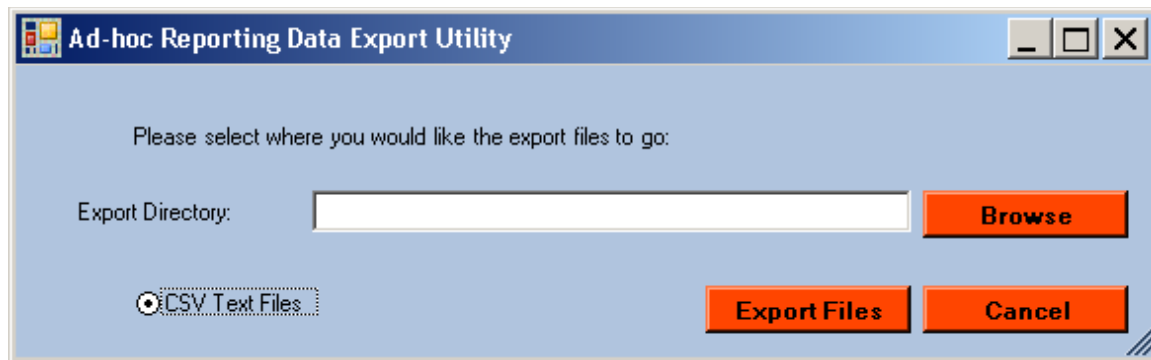 Ad-hoc Reporting Data Export Utility
Please select where you would like the export files to go:
Export Directory:
Browse
CSV Text Files
Export Files
Cancel